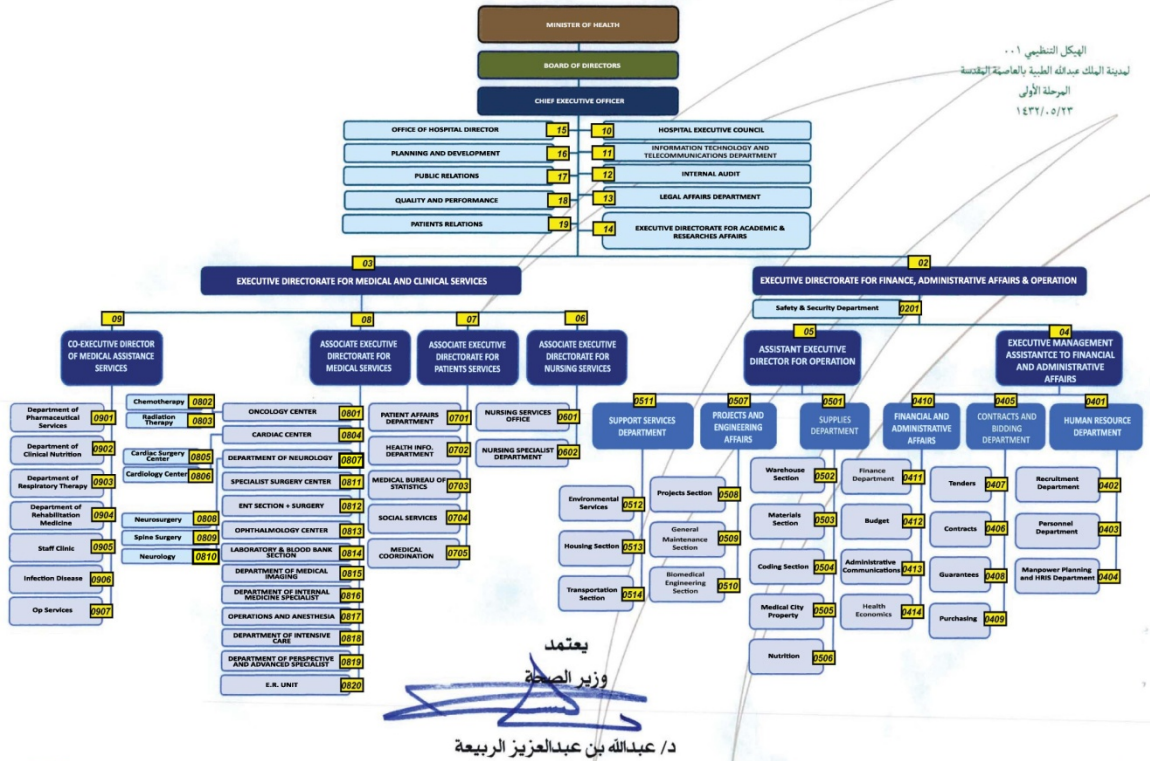 MINISTER OF HEALTH
BOARD OF DIRECTORS
CHIEF EXECUTIVE OFFICER
الهيكل التنظيمي ٠٠١
لمدينة الملك عبدالله الطبية بالعاصمة المقدسة
المرحلة الأولى
١٤٣٢/٠٥/٢٣
OFFICE OF HOSPITAL DIRECTOR 15
10 HOSPITAL EXECUTIVE COUNCIL
PLANNING AND DEVELOPMENT 16
11 INFORMATION TECHNOLOGY AND
TELECOMMUNICATIONS DEPARTMENT
PUBLIC RELATIONS 17
12 INTERNAL AUDIT
QUALITY AND PERFORMANCE 18
13 LEGAL AFFAIRS DEPARTMENT
PATIENTS RELATIONS 19
14 EXECUTIVE DIRECTORATE FOR ACADEMIC &
RESEARCHES AFFAIRS
03
EXECUTIVE DIRECTORATE FOR MEDICAL AND CLINICAL SERVICES
02
EXECUTIVE DIRECTORATE FOR FINANCE, ADMINISTRATIVE AFFAIRS & OPERATION
Safety & Security Department 0201
09
CO-EXECUTIVE DIRECTOR
OF MEDICAL ASSISTANCE
SERVICES
08
ASSOCIATE EXECUTIVE
DIRECTORATE FOR
MEDICAL SERVICES
07
ASSOCIATE EXECUTIVE
DIRECTORATE FOR
PATIENTS SERVICES
06
ASSOCIATE EXECUTIVE
DIRECTORATE FOR
NURSING SERVICES
05
ASSISTANT EXECUTIVE
DIRECTOR FOR OPERATION
04
EXECUTIVE MANAGEMENT
ASSISTANTCE TO FINANCIAL
AND ADMINISTRATIVE
AFFAIRS
Department of
Pharmaceutical
Services 0901
Department of
Clinical Nutrition 0902
Department of
Respiratory Therapy 0903
Department of
Rehabilitation
Medicine 0904
Staff Clinic 0905
Infection Disease 0906
Op Services 0907
Chemotherapy 0802
Radiation
Therapy 0803
Cardiac Surgery
Center 0805
Cardiology Center 0806
Neurosurgery 0808
Spine Surgery 0809
Neurology 0810
ONCOLOGY CENTER 0801
CARDIAC CENTER 0804
DEPARTMENT OF NEUROLOGY 0807
SPECIALIST SURGERY CENTER 0811
ENT SECTION + SURGERY 0812
OPHTHALMOLOGY CENTER 0813
LABORATORY & BLOOD BANK
SECTION 0814
DEPARTMENT OF MEDICAL
IMAGING 0815
DEPARTMENT OF INTERNAL
MEDICINE SPECIALIST 0816
OPERATIONS AND ANESTHESIA 0817
DEPARTMENT OF INTENSIVE
CARE 0818
DEPARTMENT OF PERSPECTIVE
AND ADVANCED SPECIALIST 0819
E.R. UNIT 0820
PATIENT AFFAIRS
DEPARTMENT 0701
HEALTH INFO.
DEPARTMENT 0702
MEDICAL BUREAU OF
STATISTICS 0703
SOCIAL SERVICES 0704
MEDICAL
COORDINATION 0705
NURSING SERVICES
OFFICE 0601
NURSING SPECIALIST
DEPARTMENT 0602
0511
SUPPORT SERVICES
DEPARTMENT
0507
PROJECTS AND
ENGINEERING
AFFAIRS
0501
SUPPLIES
DEPARTMENT
0410
FINANCIAL AND
ADMINISTRATIVE
AFFAIRS
0405
CONTRACTS AND
BIDDING
DEPARTMENT
0401
HUMAN RESOURCE
DEPARTMENT
Environmental
Services 0512
Housing Section 0513
Transportation
Section 0514
Projects Section 0508
General
Maintenance
Section 0509
Biomedical
Engineering
Section 0510
Warehouse
Section 0502
Materials
Section 0503
Coding Section 0504
Medical City
Property 0505
Nutrition 0506
Finance
Department 0411
Budget 0412
Administrative
Communications 0413
Health
Economics 0414
Tenders 0407
Contracts 0406
Guarantees 0408
Purchasing 0409
Recruitment
Department 0402
Personnel
Department 0403
Manpower Planning
and HRIS Department 0404
يعتمد
وزير الصحة
د/ عبدالله بن عبدالعزيز الربيعة